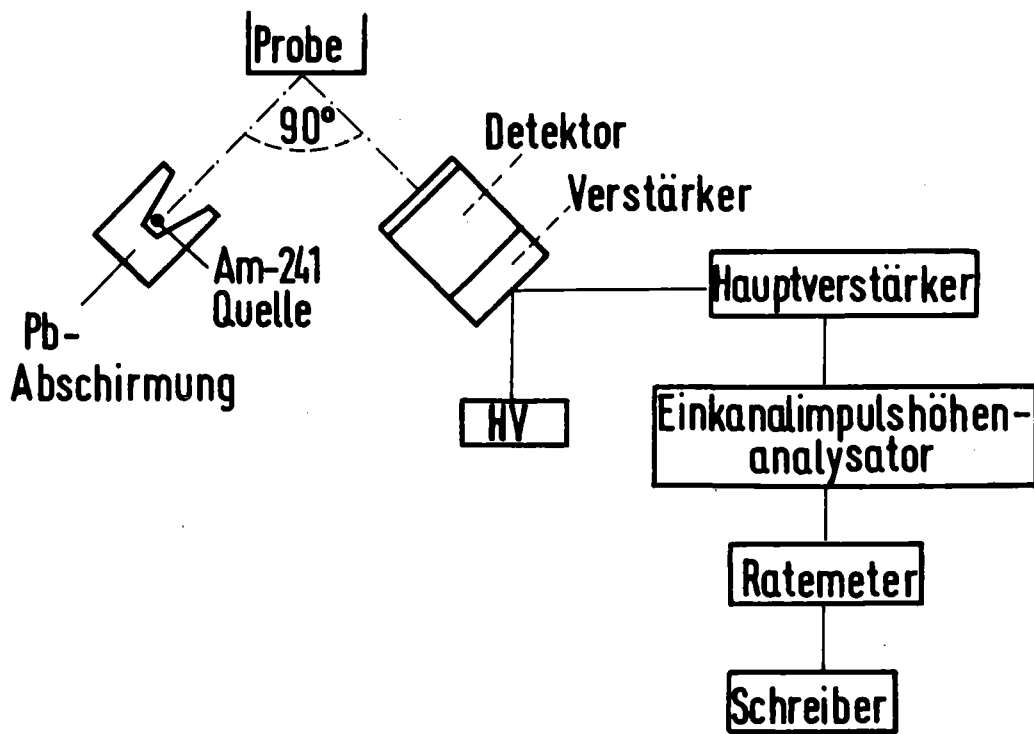 Probe
90°
Detektor
Verstärker
Am-241
Quelle
Pb-
Abschirmung
Hauptverstärker
HV
Einkanalimpulshöhen-
analysator
Ratemeter
Schreiber